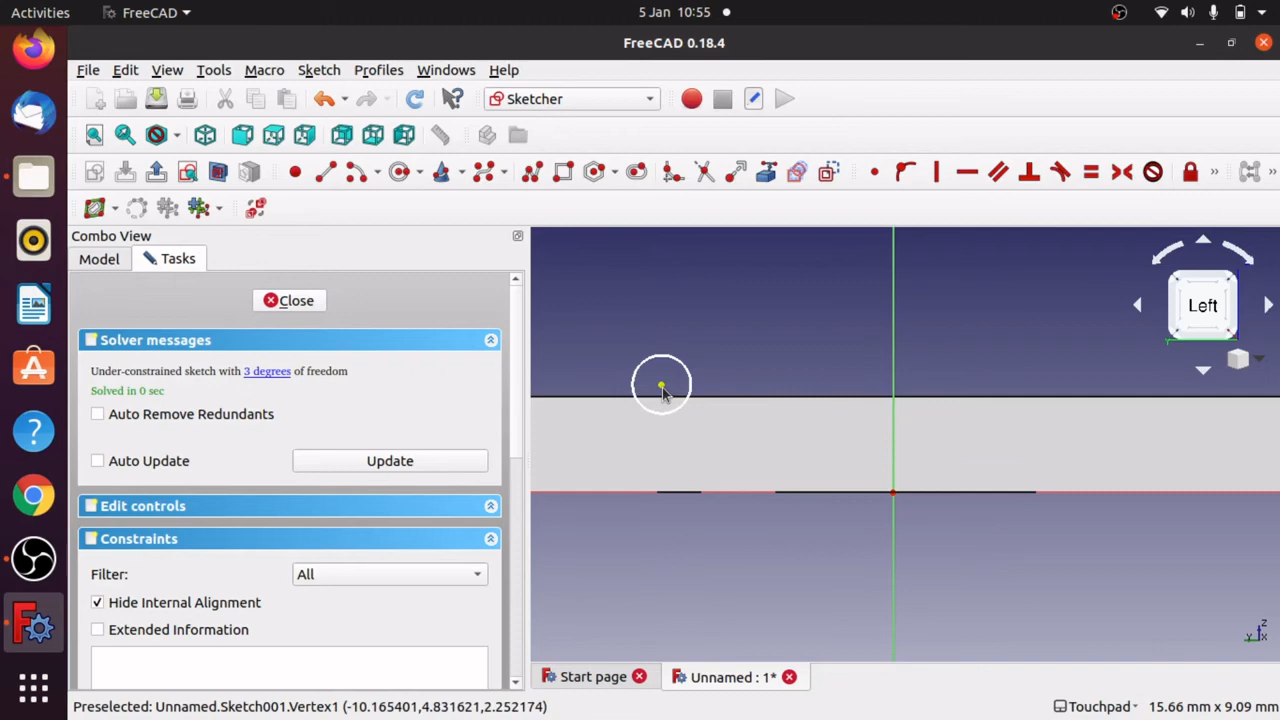 Activities
FreeCAD
5 Jan 10:55
FreeCAD 0.18.4
File Edit View Tools Macro Sketch Profiles Windows Help
Sketcher
Combo View
Model
Tasks
Close
Solver messages
Under-constrained sketch with 3 degrees of freedom
Solved in 0 sec
Auto Remove Redundants
Auto Update
Update
Edit controls
Constraints
Filter:
All
Hide Internal Alignment
Extended Information
Left
Z
Y
X
Start page
Unnamed : 1*
Preselected: Unnamed.Sketch001.Vertex1 (-10.165401,4.831621,2.252174)
Touchpad
15.66 mm x 9.09 mm